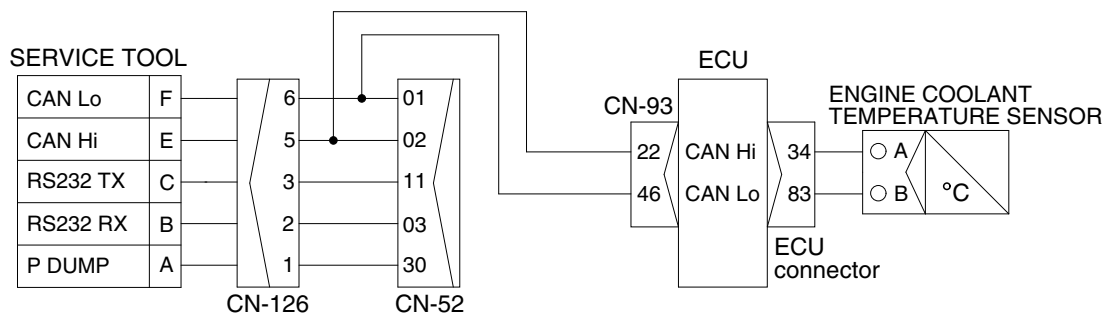 SERVICE TOOL
CAN Lo F 6 01
CAN Hi E 5 02
RS232 TX C 3 11
RS232 RX B 2 03
P DUMP A 1 30
CN-126 CN-52
ECU
CN-93
22 CAN Hi 34
46 CAN Lo 83
ECU
connector
ENGINE COOLANT
TEMPERATURE SENSOR
A
B °C